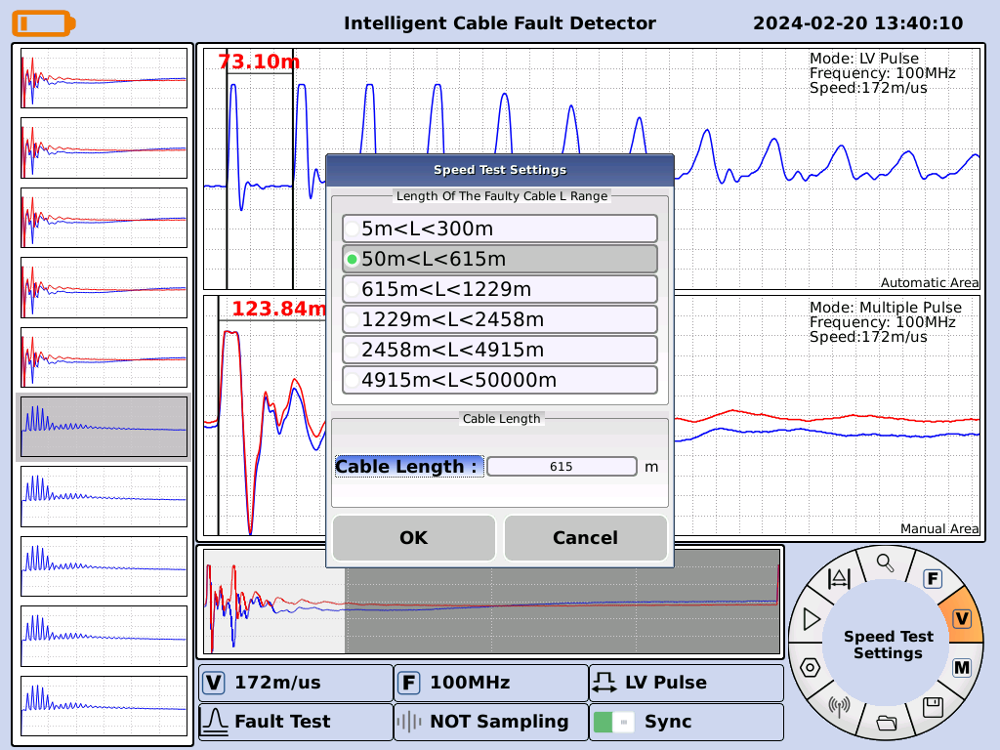 Intelligent Cable Fault Detector
2024-02-20 13:40:10
73.10m
Mode: LV Pulse
Frequency: 100MHz
Speed:172m/us
Automatic Area
Speed Test Settings
Length Of The Faulty Cable L Range
5m<L<300m
50m<L<615m
615m<L<1229m
1229m<L<2458m
2458m<L<4915m
4915m<L<50000m
Cable Length
Cable Length : 615 m
OK
Cancel
123.84m
Mode: Multiple Pulse
Frequency: 100MHz
Speed:172m/us
Manual Area
F
V
M
Speed Test
Settings
V 172m/us
F 100MHz
LV Pulse
Fault Test
NOT Sampling
Sync